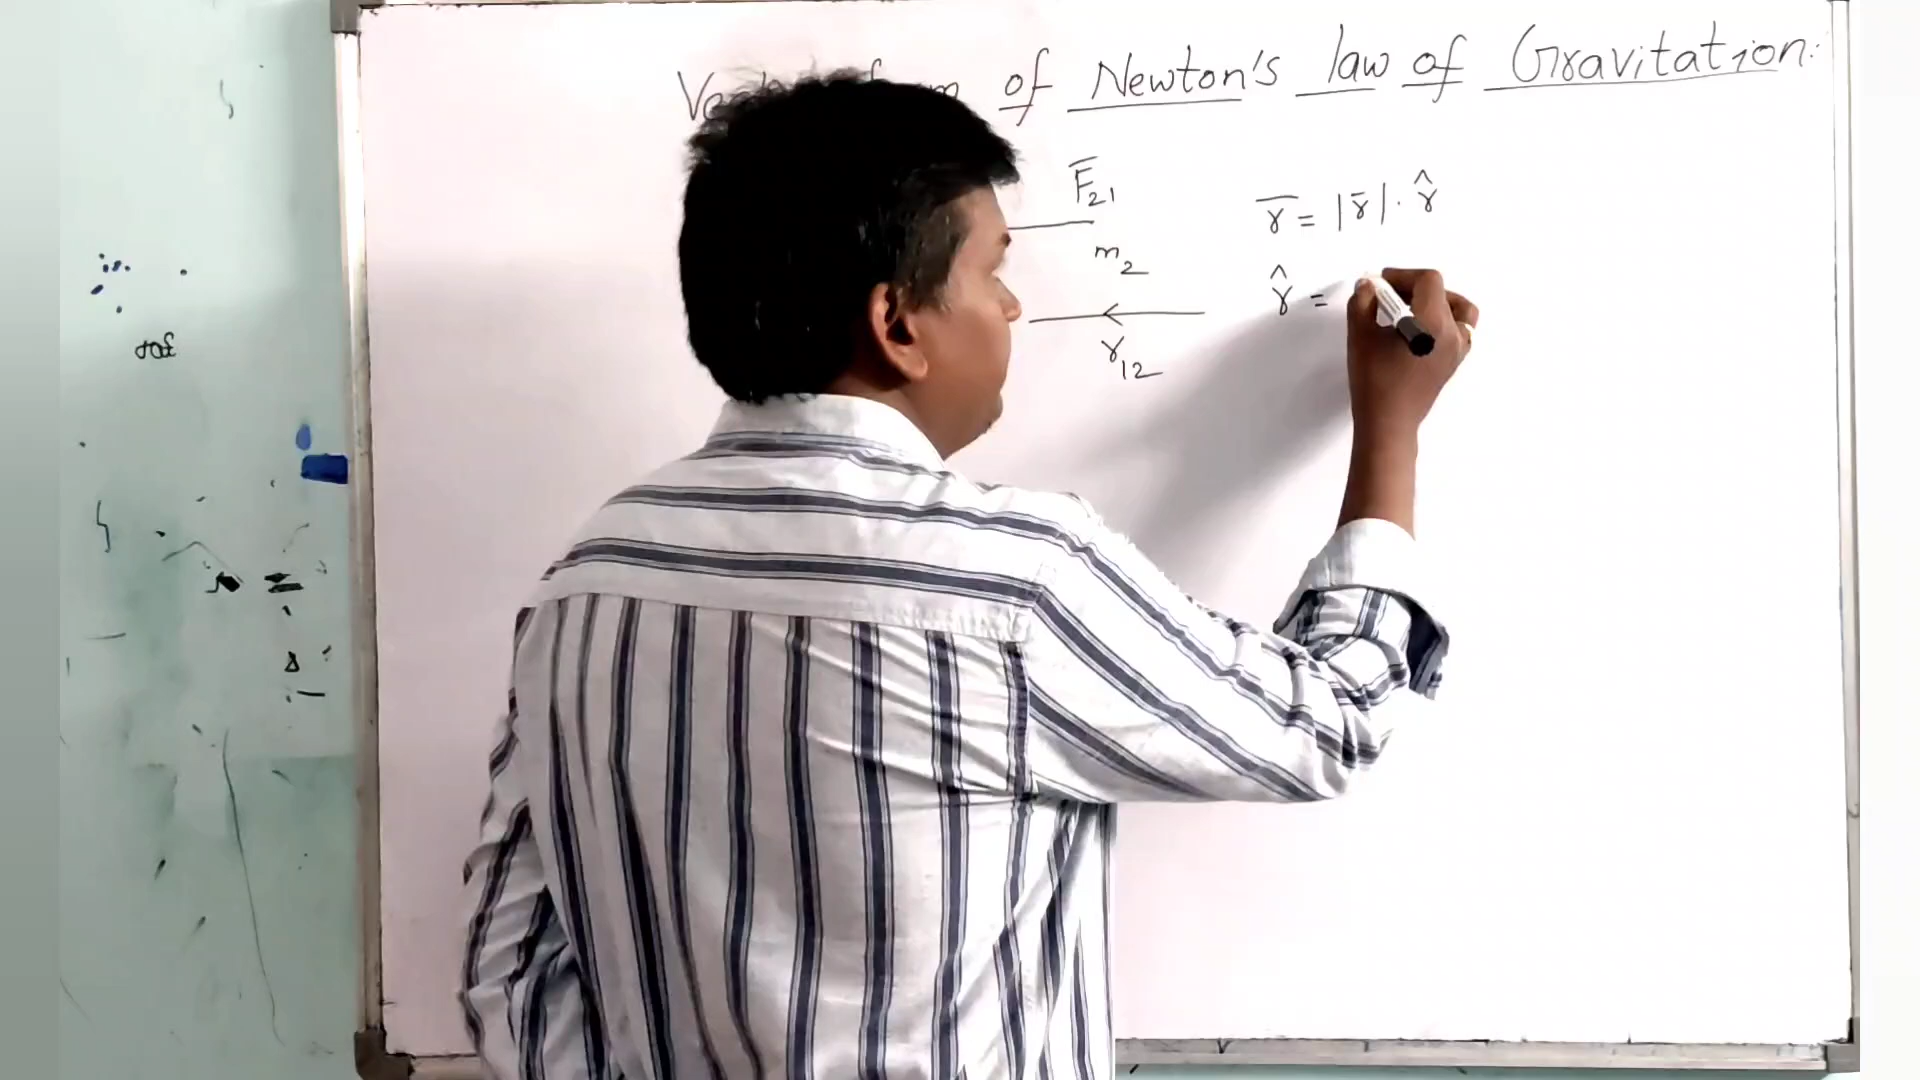 of Newton's law of Gravitation:
F̅₂₁
r̅ = |r̅|. r̂
m₂
r̂ =
r₁₂